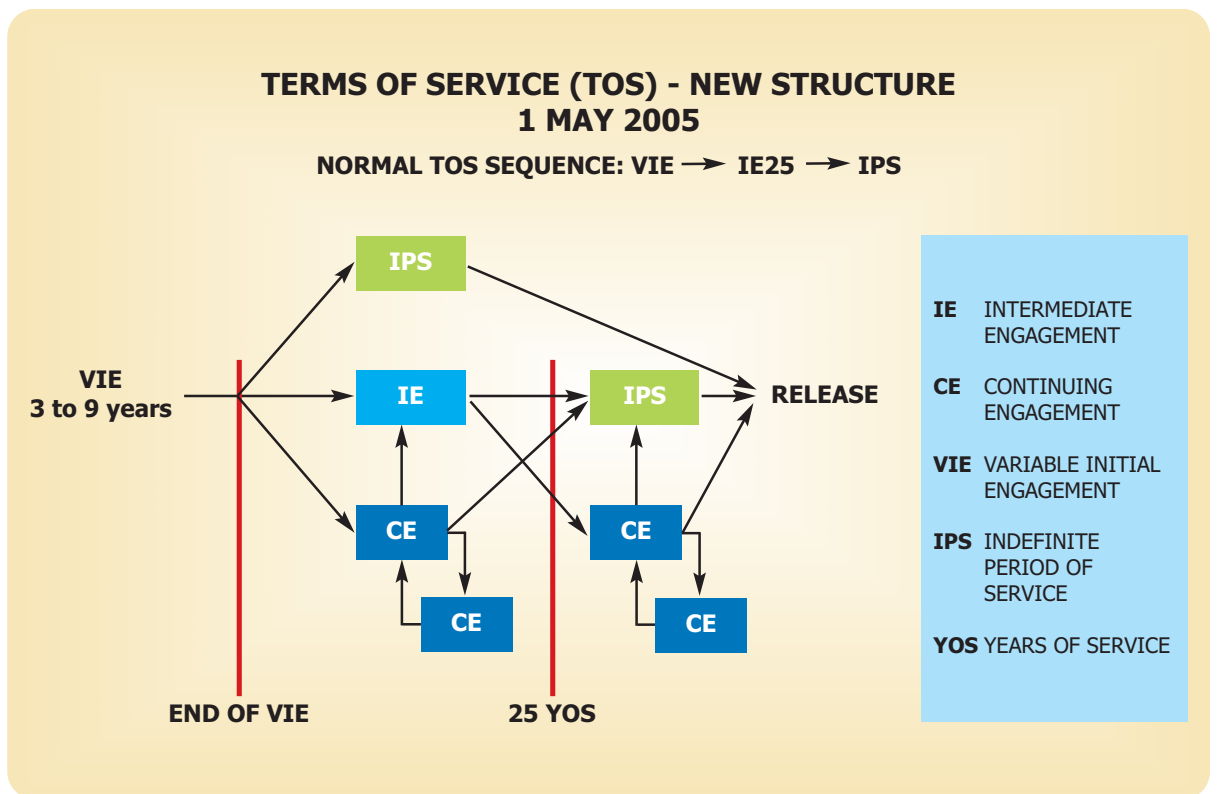 TERMS OF SERVICE (TOS) - NEW STRUCTURE
1 MAY 2005
NORMAL TOS SEQUENCE: VIE → IE25 → IPS
IPS
VIE
3 to 9 years
IE
IPS
RELEASE
CE
CE
CE
CE
END OF VIE
25 YOS
IE INTERMEDIATE
ENGAGEMENT
CE CONTINUING
ENGAGEMENT
VIE VARIABLE INITIAL
ENGAGEMENT
IPS INDEFINITE
PERIOD OF
SERVICE
YOS YEARS OF SERVICE